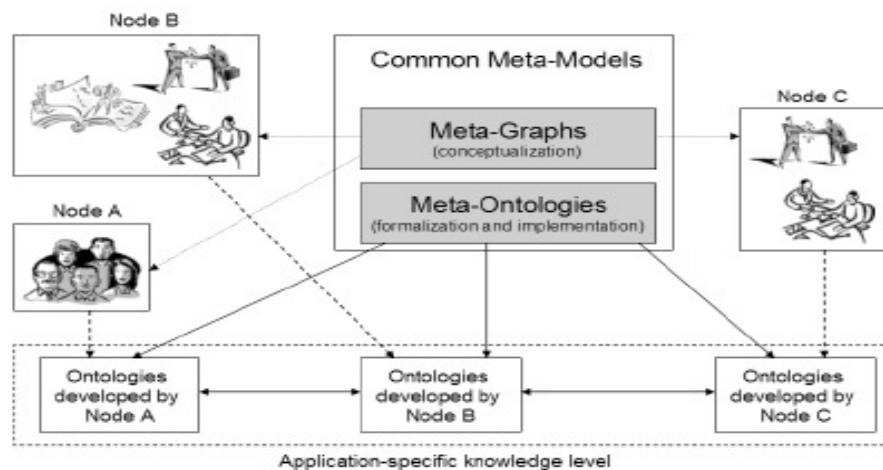 Node B
Common Meta-Models
Node C
Meta-Graphs
(conceptualization)
Meta-Ontologies
(formalization and implementation)
Node A
Ontologies
developed by
Node A
Ontologies
developed by
Node B
Ontologies
developed by
Node C
Application-specific knowledge level